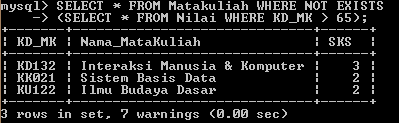 mysql> SELECT * FROM Matakuliah WHERE NOT EXISTS
    -> (SELECT * FROM Nilai WHERE KD_MK > 65);
+-------+-----------------------------+------+
| KD_MK | Nama_MataKuliah             | SKS  |
+-------+-----------------------------+------+
| KD132 | Interaksi Manusia & Komputer |    3 |
| KK021 | Sistem Basis Data           |    2 |
| KU122 | Ilmu Budaya Dasar           |    2 |
+-------+-----------------------------+------+
3 rows in set, 7 warnings (0.00 sec)